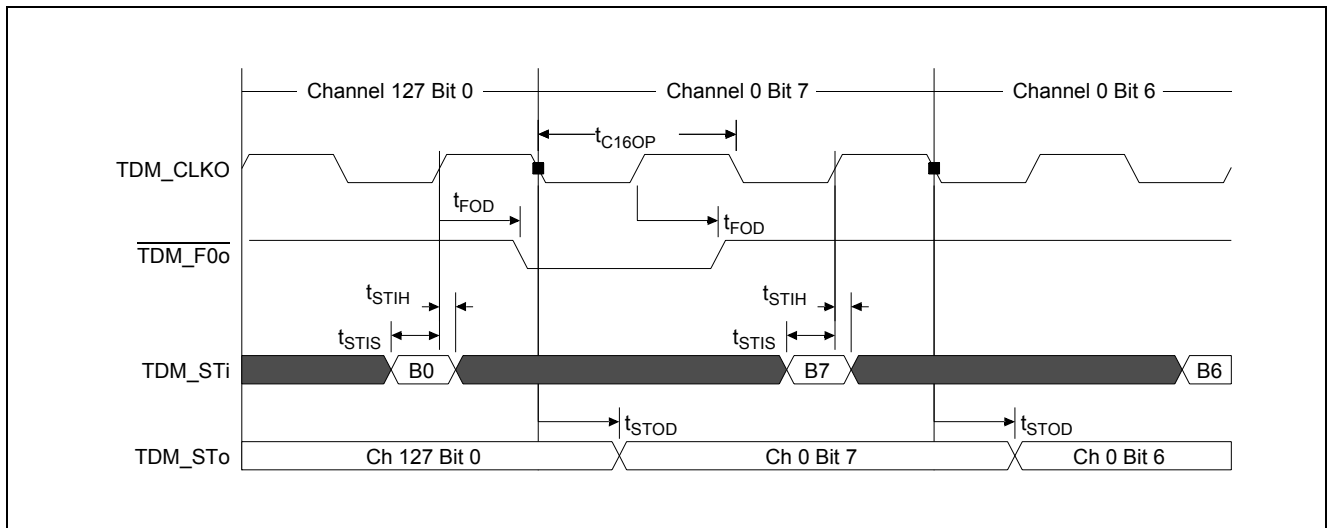 Channel 127 Bit 0 Channel 0 Bit 7 Channel 0 Bit 6
tC16OP
TDM_CLKO
tFOD tFOD
TDM_F0o
tSTIH tSTIH
tSTIS tSTIS
TDM_STi B0 B7 B6
tSTOD tSTOD
TDM_STo Ch 127 Bit 0 Ch 0 Bit 7 Ch 0 Bit 6